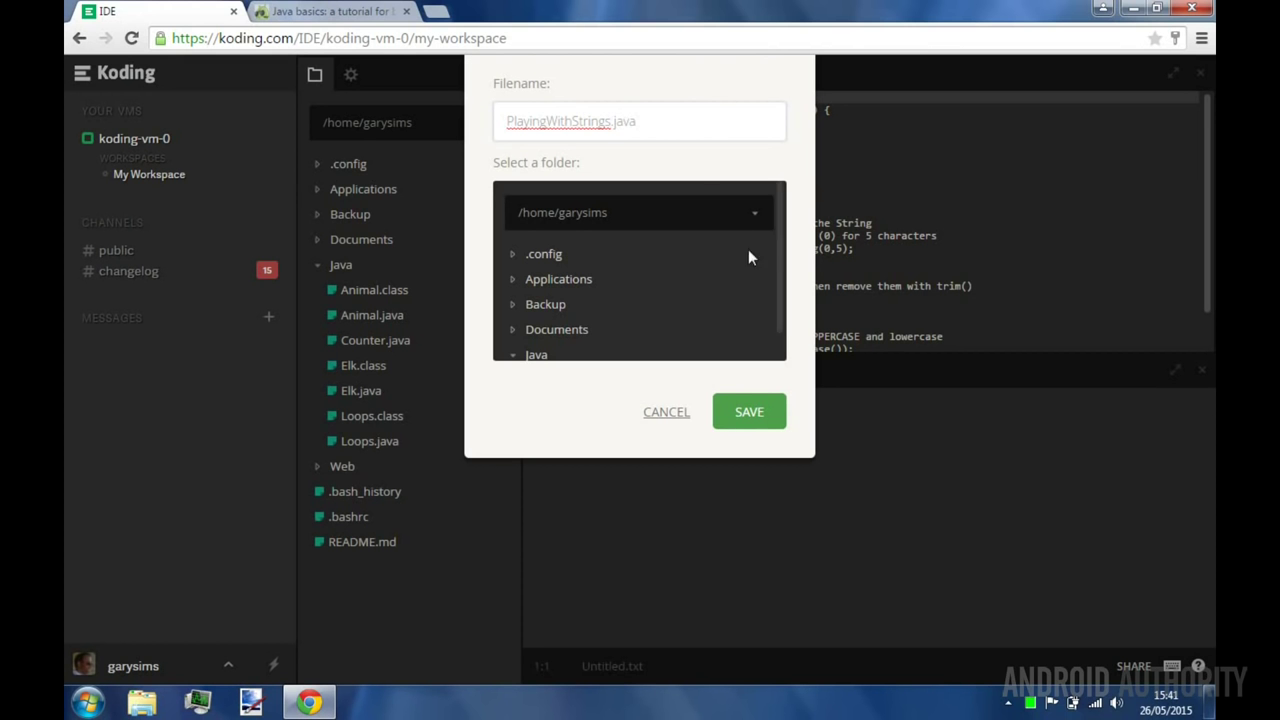 IDE
Java basics: a tutorial for
https://koding.com/IDE/koding-vm-0/my-workspace
Koding
YOUR VMS
koding-vm-0
WORKSPACES
My Workspace
CHANNELS
# public
# changelog
15
MESSAGES
garysims
/home/garysims
.config
Applications
Backup
Documents
Java
Animal.class
Animal.java
Counter.java
Elk.class
Elk.java
Loops.class
Loops.java
Web
.bash_history
.bashrc
README.md
Filename:
PlayingWithStrings.java
Select a folder:
/home/garysims
.config
Applications
Backup
Documents
Java
CANCEL
SAVE
) {
the String
(0) for 5 characters
g(0,5);
hen remove them with trim()
PPERCASE and lowercase
ase());
1:1
Untitled.txt
SHARE
ANDROID AUTHORITY
15:41
26/05/2015